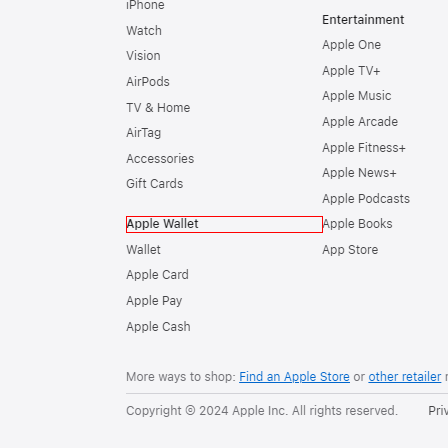 iPhone
Watch
Vision
AirPods
TV & Home
AirTag
Accessories
Gift Cards
Apple Wallet
Wallet
Apple Card
Apple Pay
Apple Cash
Entertainment
Apple One
Apple TV+
Apple Music
Apple Arcade
Apple Fitness+
Apple News+
Apple Podcasts
Apple Books
App Store
More ways to shop: Find an Apple Store or other retailer
Copyright © 2024 Apple Inc. All rights reserved.